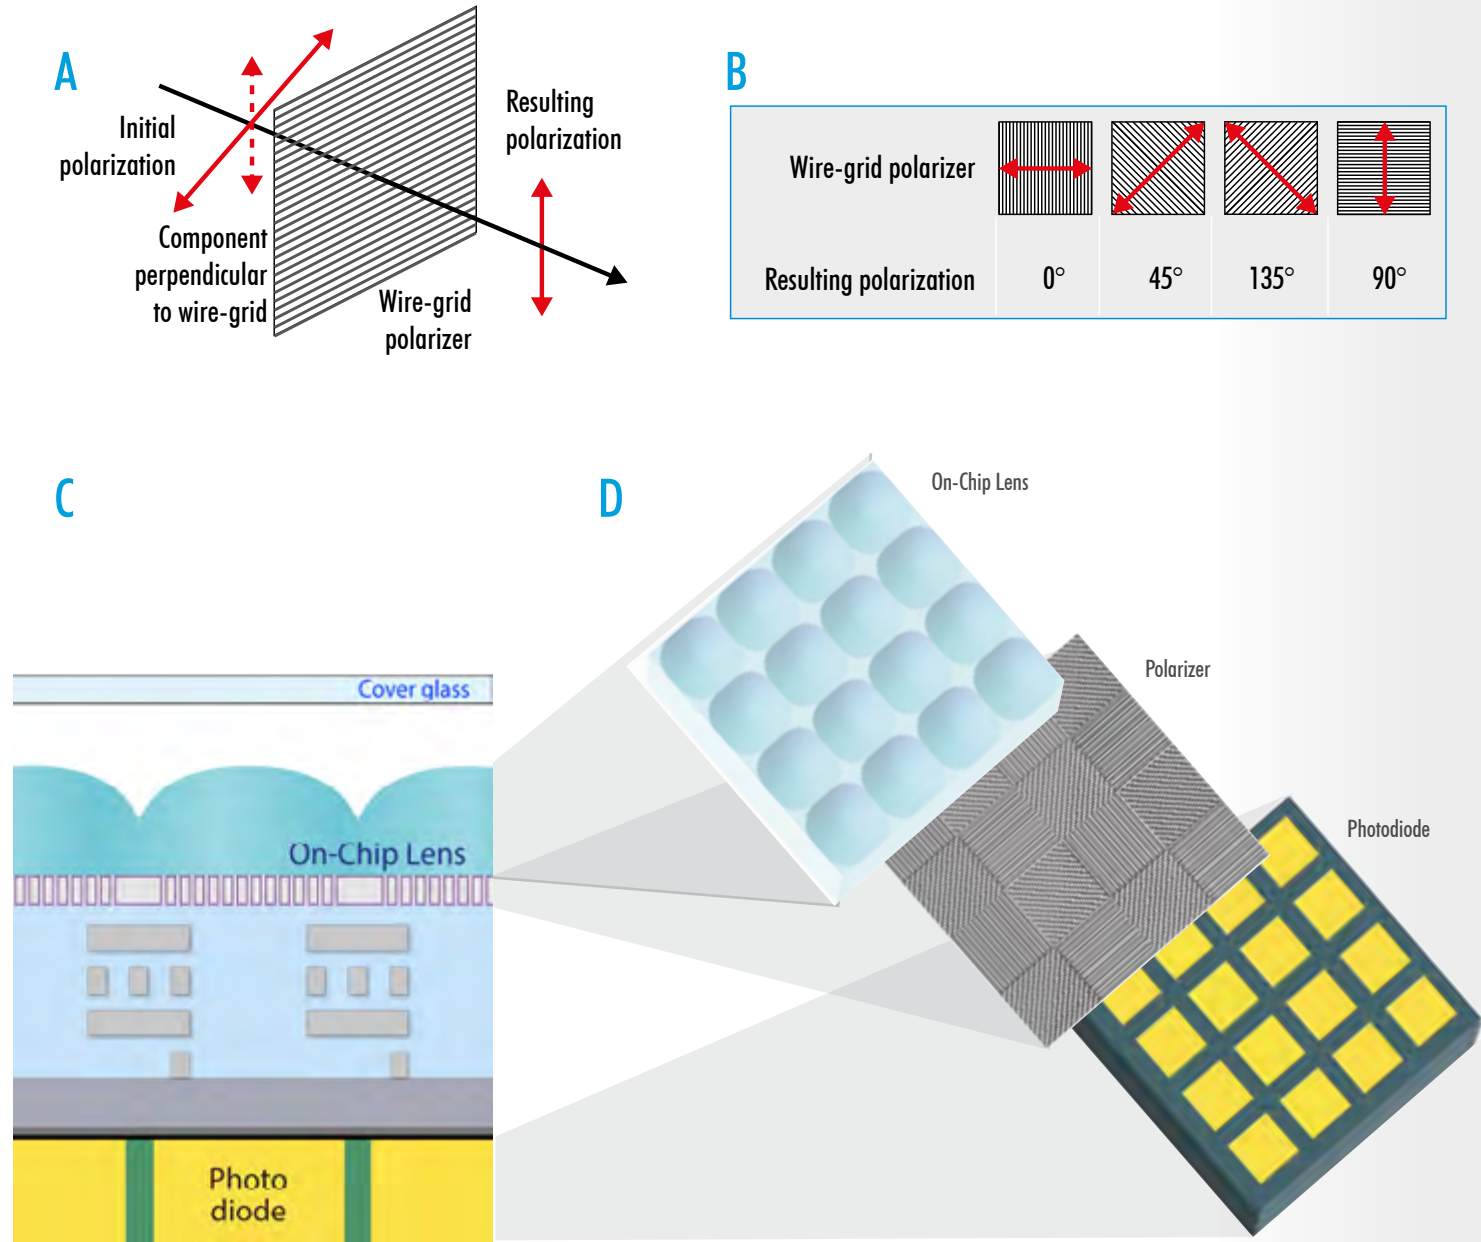 A
Initial
polarization
Component
perpendicular
to wire-grid
Wire-grid
polarizer
Resulting
polarization
B
Wire-grid polarizer
Resulting polarization 0° 45° 135° 90°
C
Cover glass
On-Chip Lens
Photo
diode
D
On-Chip Lens
Polarizer
Photodiode